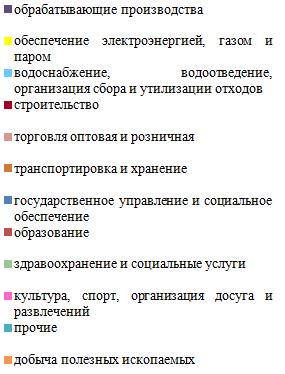 обрабатывающие производства
обеспечение электроэнергией, газом и
паром
водоснабжение, водоотведение,
организация сбора и утилизации отходов
строительство
торговля оптовая и розничная
транспортировка и хранение
государственное управление и социальное
обеспечение
образование
здравоохранение и социальные услуги
культура, спорт, организация досуга и
развлечений
прочие
добыча полезных ископаемых